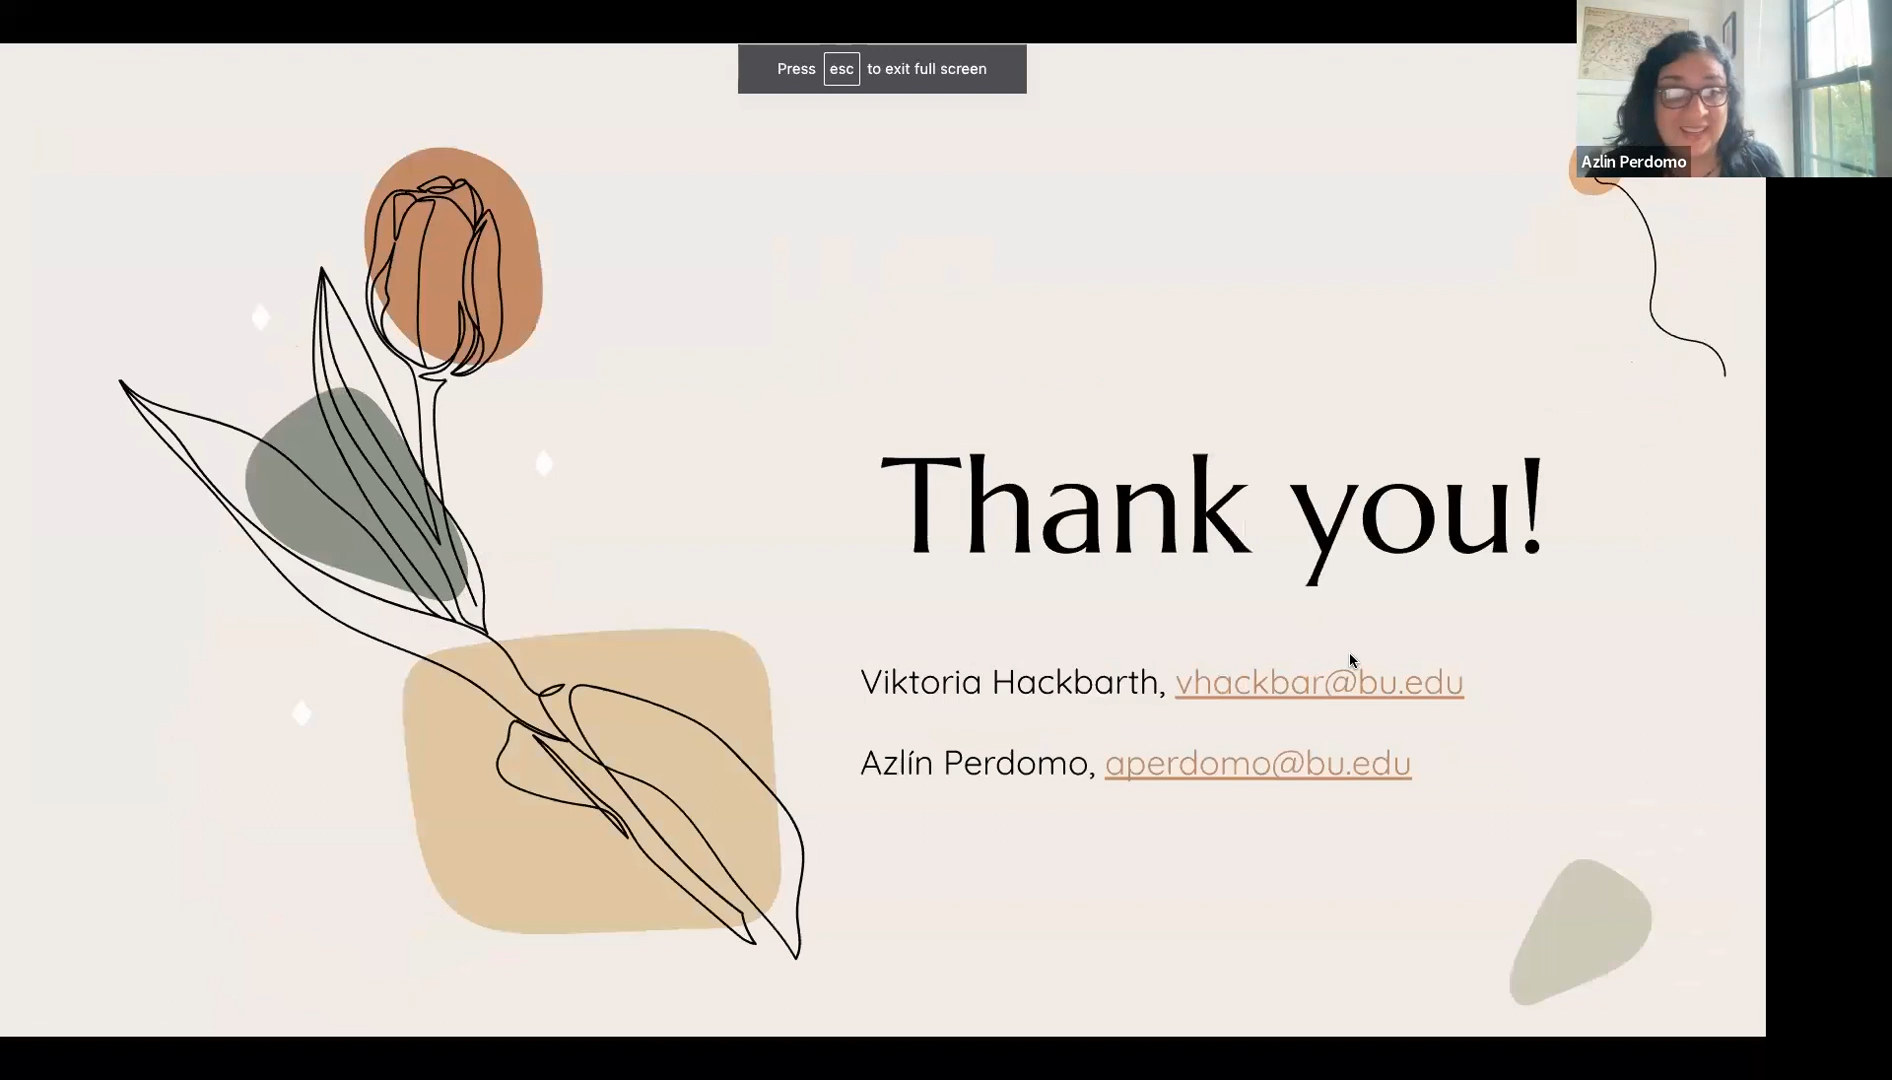 Press esc to exit full screen
Azlin Perdomo
Thank you!
Viktoria Hackbarth, vhackbar@bu.edu
Azlín Perdomo, aperdomo@bu.edu